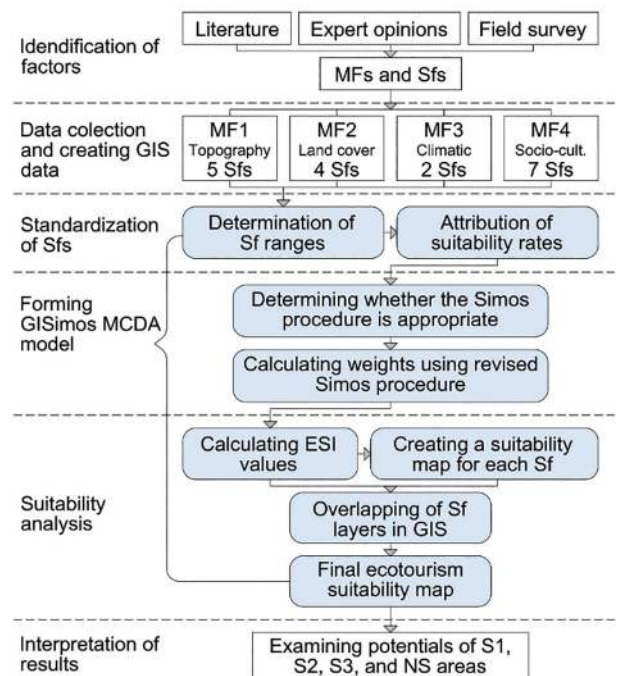 Literature
Expert opinions
Field survey
Idendification of
factors
MFs and Sfs
Data colection
and creating GIS
data
MF1
Topography
5 Sfs
MF2
Land cover
4 Sfs
MF3
Climatic
2 Sfs
MF4
Socio-cult.
7 Sfs
Standardization
of Sfs
Determination of
Sf ranges
Attribution of
suitability rates
Forming
GISimos MCDA
model
Determining whether the Simos
procedure is appropriate
Calculating weights using revised
Simos procedure
Suitability
analysis
Calculating ESI
values
Creating a suitability
map for each Sf
Overlapping of Sf
layers in GIS
Final ecotourism
suitability map
Interpretation of
results
Examining potentials of S1,
S2, S3, and NS areas